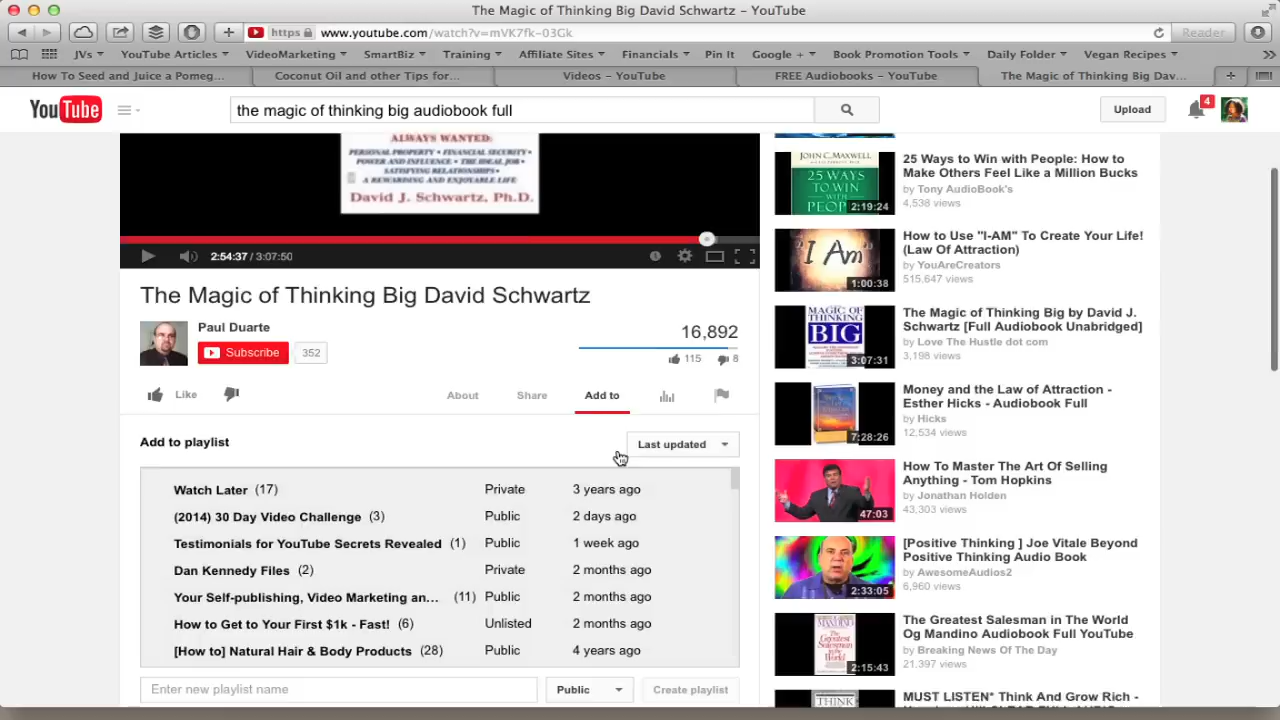 The Magic of Thinking Big David Schwartz – YouTube
https www.youtube.com/watch?v=mVK7fk-03Gk
Reader
JVs YouTube Articles VideoMarketing SmartBiz Training Affiliate Sites Financials Pin It Google + Book Promotion Tools Daily Folder Vegan Recipes
How To Seed and Juice a Pomeg...
Coconut Oil and other Tips for...
Videos – YouTube
FREE Audiobooks – YouTube
The Magic of Thinking Big Dav...
YouTube
the magic of thinking big audiobook full
Upload
4
ALWAYS WANTED:
PERSONAL PROPERTY • FINANCIAL SECURITY •
POWER AND INFLUENCE • THE IDEAL JOB •
SATISFYING RELATIONSHIPS •
A REWARDING AND ENJOYABLE LIFE
David J. Schwartz, Ph.D.
2:54:37 / 3:07:50
The Magic of Thinking Big David Schwartz
Paul Duarte
Subscribe 352
16,892
115 8
Like
About Share Add to
Add to playlist
Last updated
Watch Later (17) Private 3 years ago
(2014) 30 Day Video Challenge (3) Public 2 days ago
Testimonials for YouTube Secrets Revealed (1) Public 1 week ago
Dan Kennedy Files (2) Private 2 months ago
Your Self-publishing, Video Marketing an... (11) Public 2 months ago
How to Get to Your First $1k - Fast! (6) Unlisted 2 months ago
[How to] Natural Hair & Body Products (28) Public 4 years ago
Enter new playlist name Public Create playlist
JOHN C. MAXWELL
25 WAYS
TO WIN
WITH
2:19:24
25 Ways to Win with People: How to
Make Others Feel Like a Million Bucks
by Tony AudioBook's
4,538 views
I Am
1:00:38
How to Use "I-AM" To Create Your Life!
(Law Of Attraction)
by YouAreCreators
515,647 views
MAGIC OF
THINKING
BIG
3:07:31
The Magic of Thinking Big by David J.
Schwartz [Full Audiobook Unabridged]
by Love The Hustle dot com
3,198 views
7:28:26
Money and the Law of Attraction -
Esther Hicks - Audiobook Full
by Hicks
12,534 views
47:03
How To Master The Art Of Selling
Anything - Tom Hopkins
by Jonathan Holden
43,303 views
2:33:05
[Positive Thinking ] Joe Vitale Beyond
Positive Thinking Audio Book
by AwesomeAudios2
6,960 views
MANDINO
2:15:43
The Greatest Salesman in The World
Og Mandino Audiobook Full YouTube
by Breaking News Of The Day
21,397 views
THINK
MUST LISTEN* Think And Grow Rich -